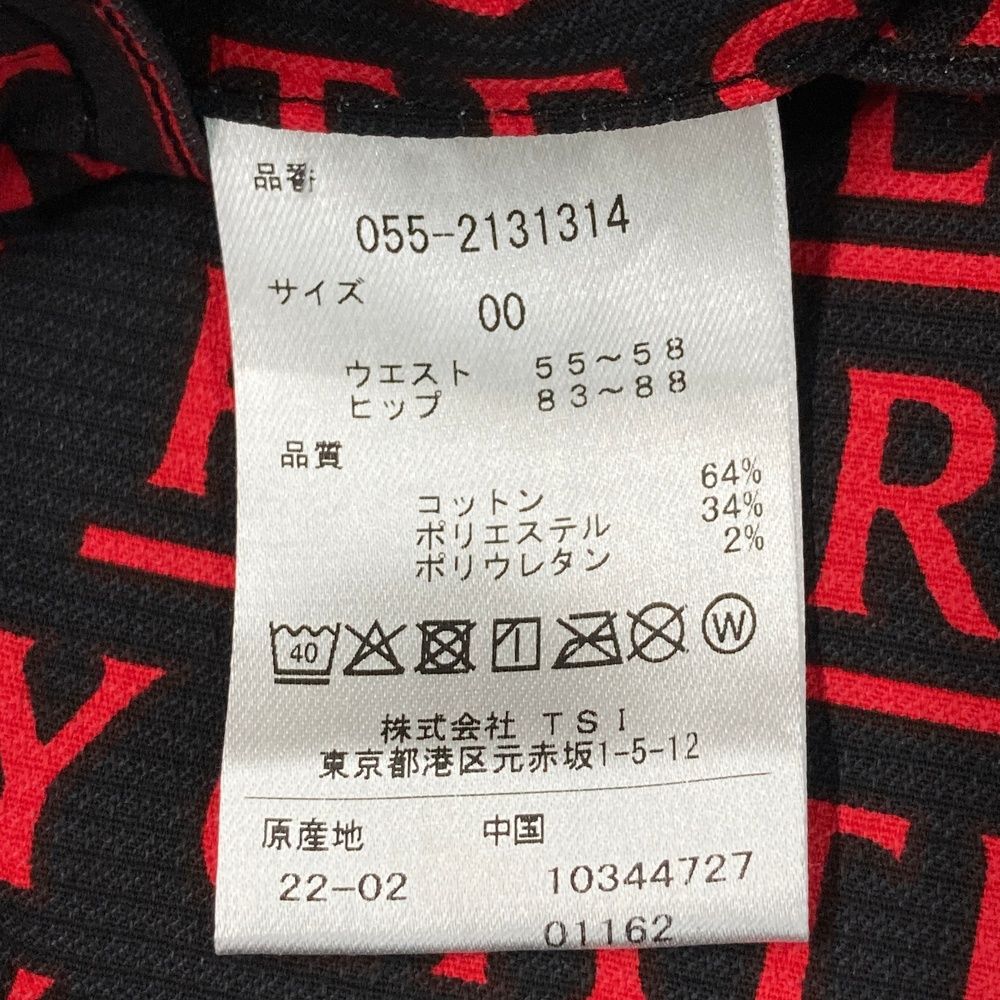 品番
055-2131314
サイズ
00
ウエスト 55~58
ヒップ 83~88
品質
コットン 64%
ポリエステル 34%
ポリウレタン 2%
40 W
株式会社 TSI
東京都港区元赤坂1-5-12
原産地 中国
22-02 10344727
01162